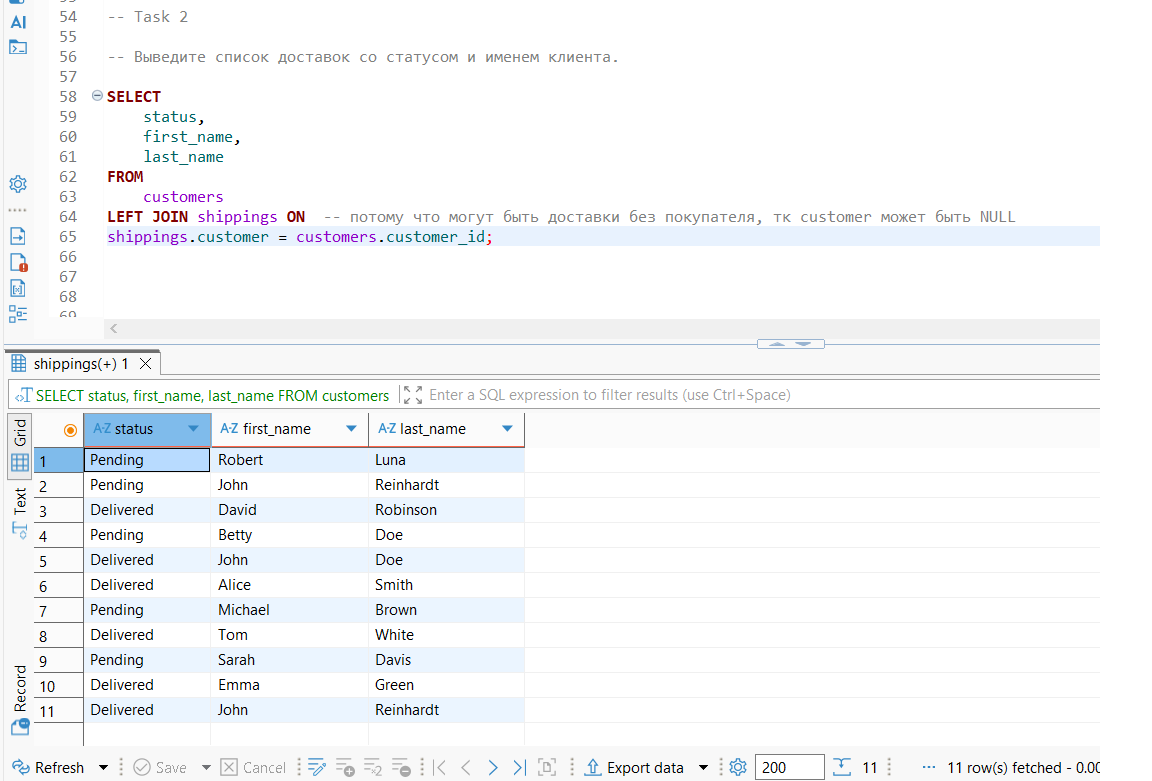 AI
54 -- Task 2
55
56 -- Выведите список доставок со статусом и именем клиента.
57
58 SELECT
59 status,
60 first_name,
61 last_name
62 FROM
63 customers
64 LEFT JOIN shippings ON -- потому что могут быть доставки без покупателя, тк customer может быть NULL
65 shippings.customer = customers.customer_id;
66
67
68
shippings(+) 1
SELECT status, first_name, last_name FROM customers Enter a SQL expression to filter results (use Ctrl+Space)
Grid
Text
Record
A-Z status A-Z first_name A-Z last_name
1 Pending Robert Luna
2 Pending John Reinhardt
3 Delivered David Robinson
4 Pending Betty Doe
5 Delivered John Doe
6 Delivered Alice Smith
7 Pending Michael Brown
8 Delivered Tom White
9 Pending Sarah Davis
10 Delivered Emma Green
11 Delivered John Reinhardt
Refresh Save Cancel Export data 200 11 ... 11 row(s) fetched - 0.00